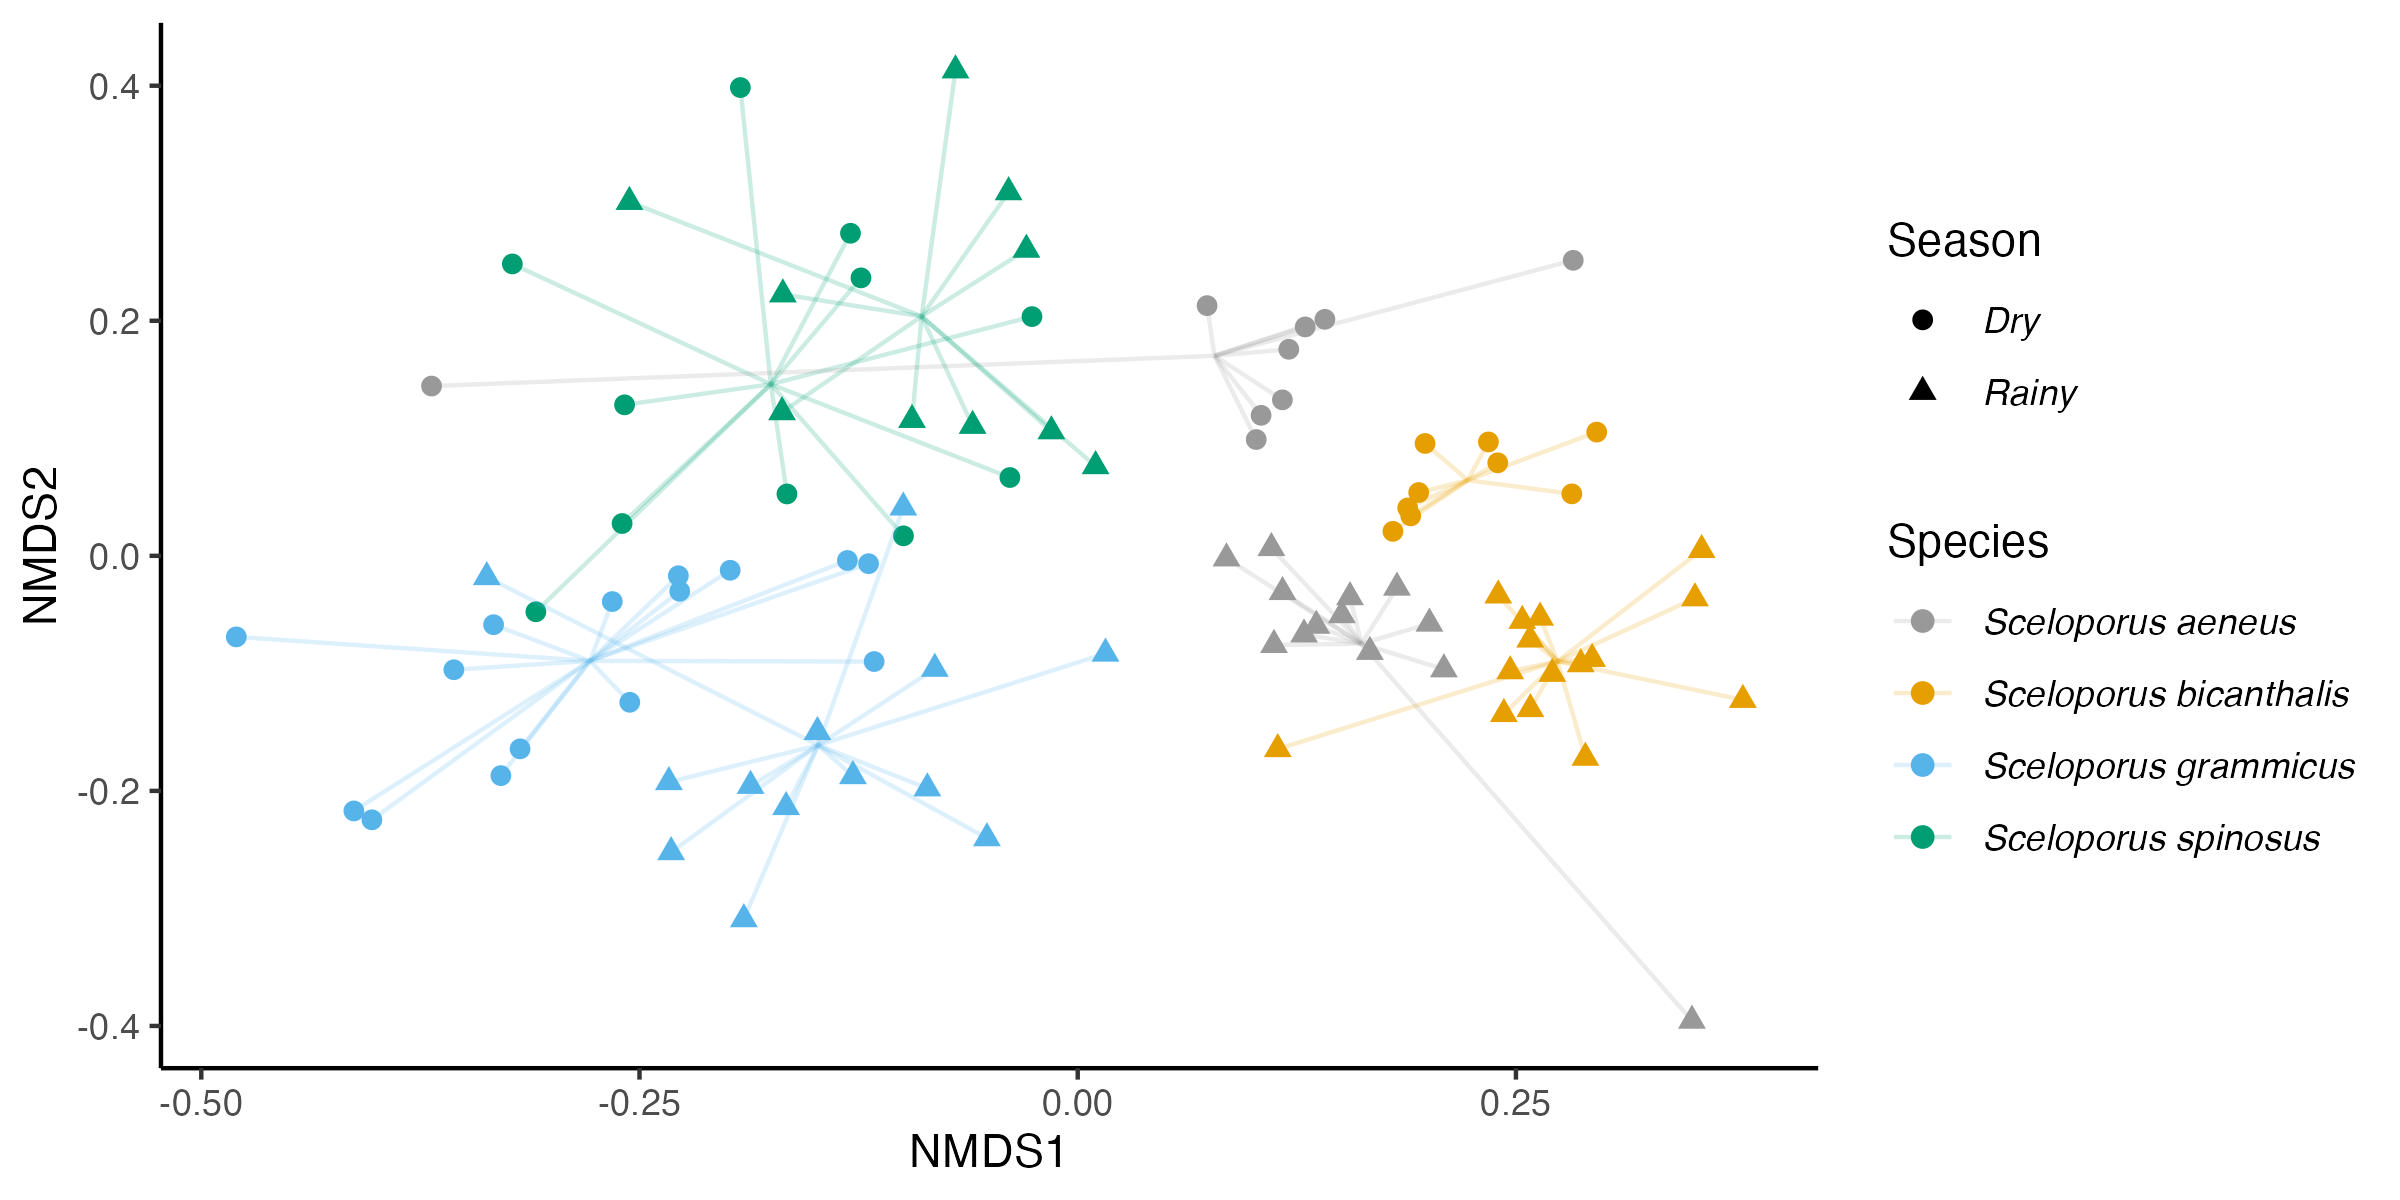 0.4
0.2
0.0
-0.2
-0.4
NMDS2
-0.50
-0.25
0.00
0.25
NMDS1
Season
Dry
Rainy
Species
Sceloporus aeneus
Sceloporus bicanthalis
Sceloporus grammicus
Sceloporus spinosus